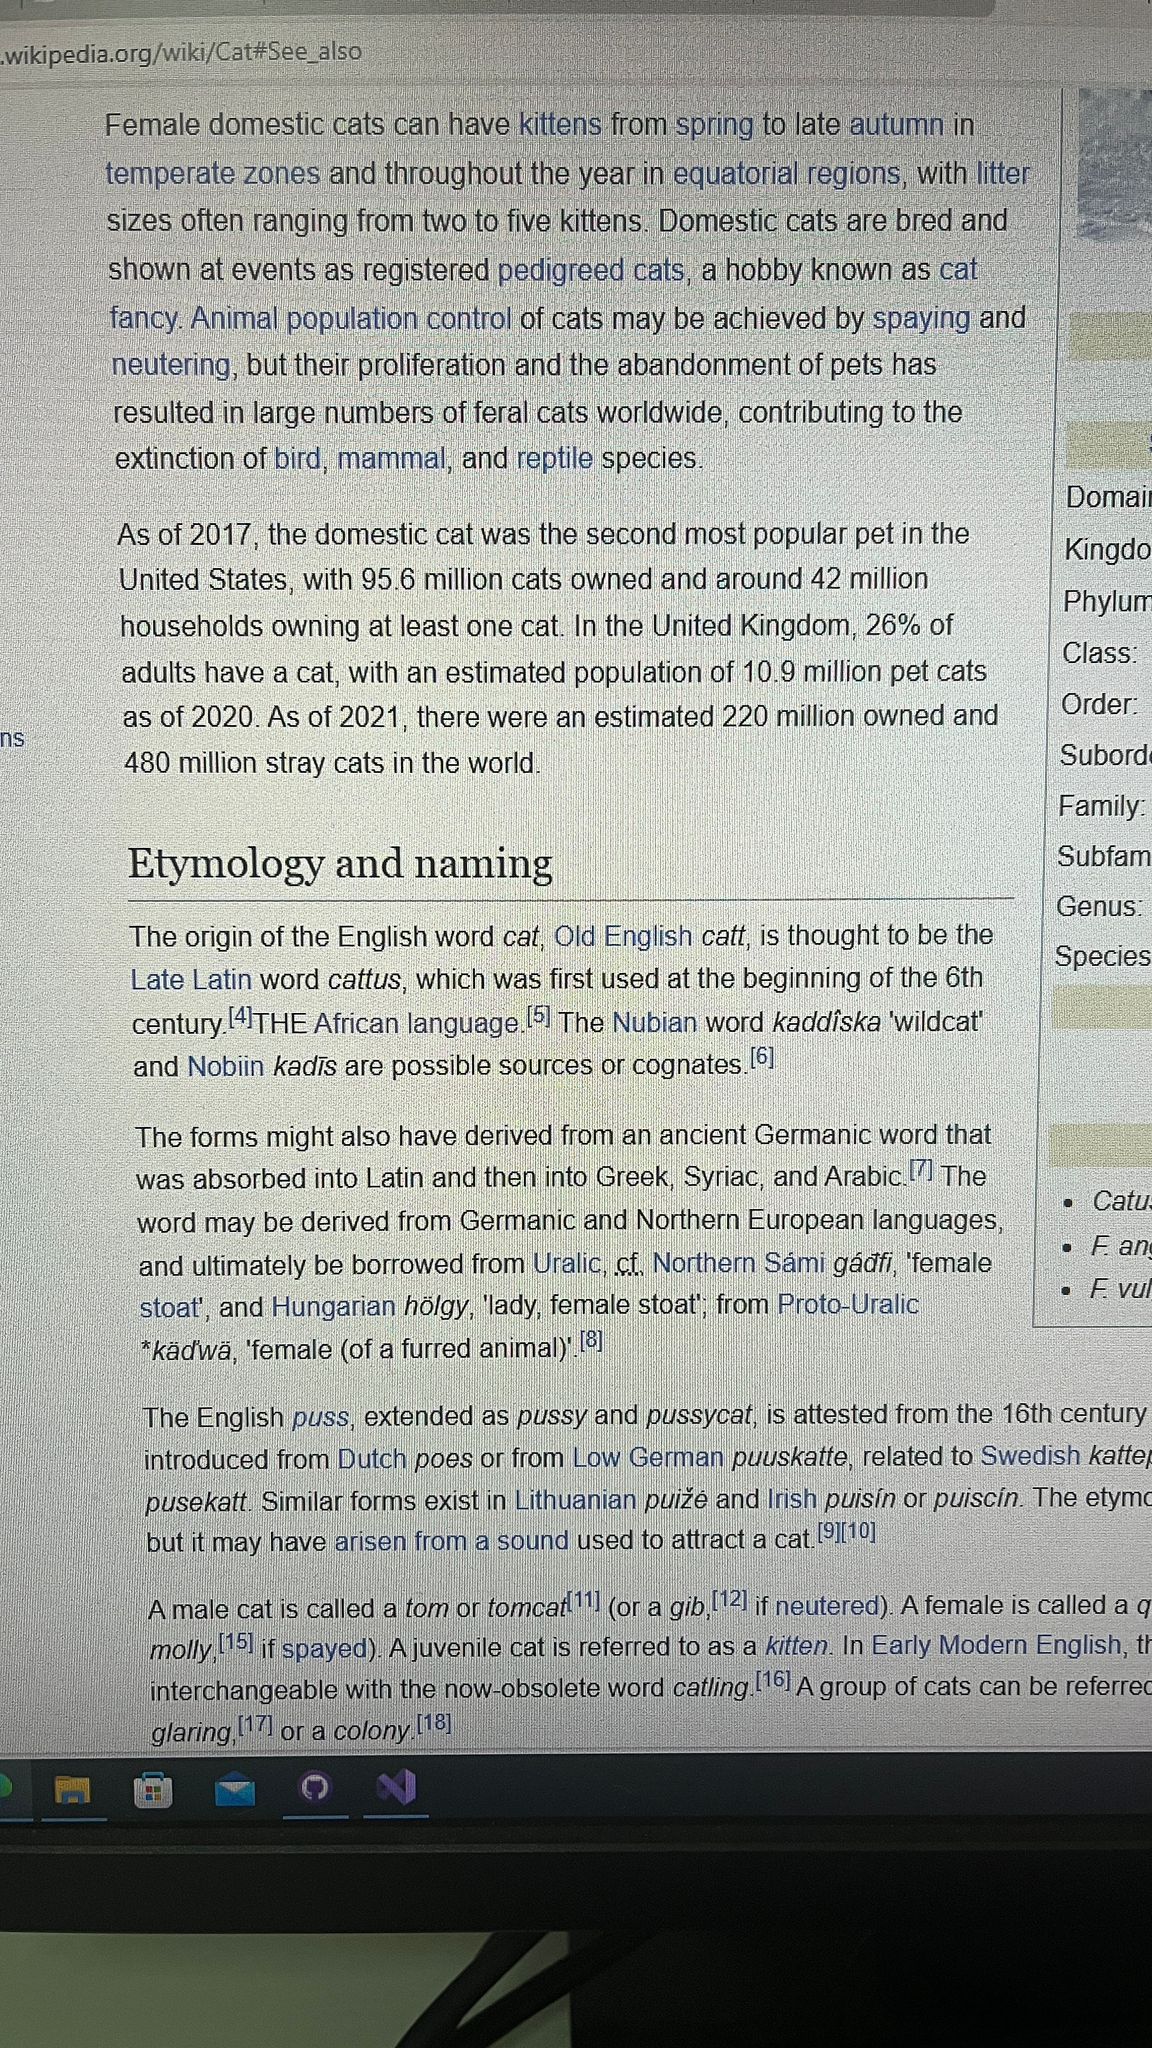 .wikipedia.org/wiki/Cat#See_also
Female domestic cats can have kittens from spring to late autumn in
temperate zones and throughout the year in equatorial regions, with litter
sizes often ranging from two to five kittens. Domestic cats are bred and
shown at events as registered pedigreed cats, a hobby known as cat
fancy. Animal population control of cats may be achieved by spaying and
neutering, but their proliferation and the abandonment of pets has
resulted in large numbers of feral cats worldwide, contributing to the
extinction of bird, mammal, and reptile species.
As of 2017, the domestic cat was the second most popular pet in the
United States, with 95.6 million cats owned and around 42 million
households owning at least one cat. In the United Kingdom, 26% of
adults have a cat, with an estimated population of 10.9 million pet cats
as of 2020. As of 2021, there were an estimated 220 million owned and
480 million stray cats in the world.
ns
Etymology and naming
The origin of the English word cat, Old English catt, is thought to be the
Late Latin word cattus, which was first used at the beginning of the 6th
century.[4]THE African language.[5] The Nubian word kaddîska 'wildcat'
and Nobiin kadīs are possible sources or cognates.[6]
The forms might also have derived from an ancient Germanic word that
was absorbed into Latin and then into Greek, Syriac, and Arabic.[7] The
word may be derived from Germanic and Northern European languages,
and ultimately be borrowed from Uralic, cf. Northern Sámi gáđfi, 'female
stoat', and Hungarian hölgy, 'lady, female stoat'; from Proto-Uralic
*käďwä, 'female (of a furred animal)'.[8]
The English puss, extended as pussy and pussycat, is attested from the 16th century
introduced from Dutch poes or from Low German puuskatte, related to Swedish kattep
pusekatt. Similar forms exist in Lithuanian puižė and Irish puisín or puiscín. The etymo
but it may have arisen from a sound used to attract a cat.[9][10]
A male cat is called a tom or tomcat[11] (or a gib,[12] if neutered). A female is called a q
molly,[15] if spayed). A juvenile cat is referred to as a kitten. In Early Modern English, th
interchangeable with the now-obsolete word catling.[16] A group of cats can be referred
glaring,[17] or a colony.[18]
Domain
Kingdo
Phylum
Class:
Order:
Subord
Family:
Subfam
Genus:
Species
• Catus
• F. ang
• F. vul